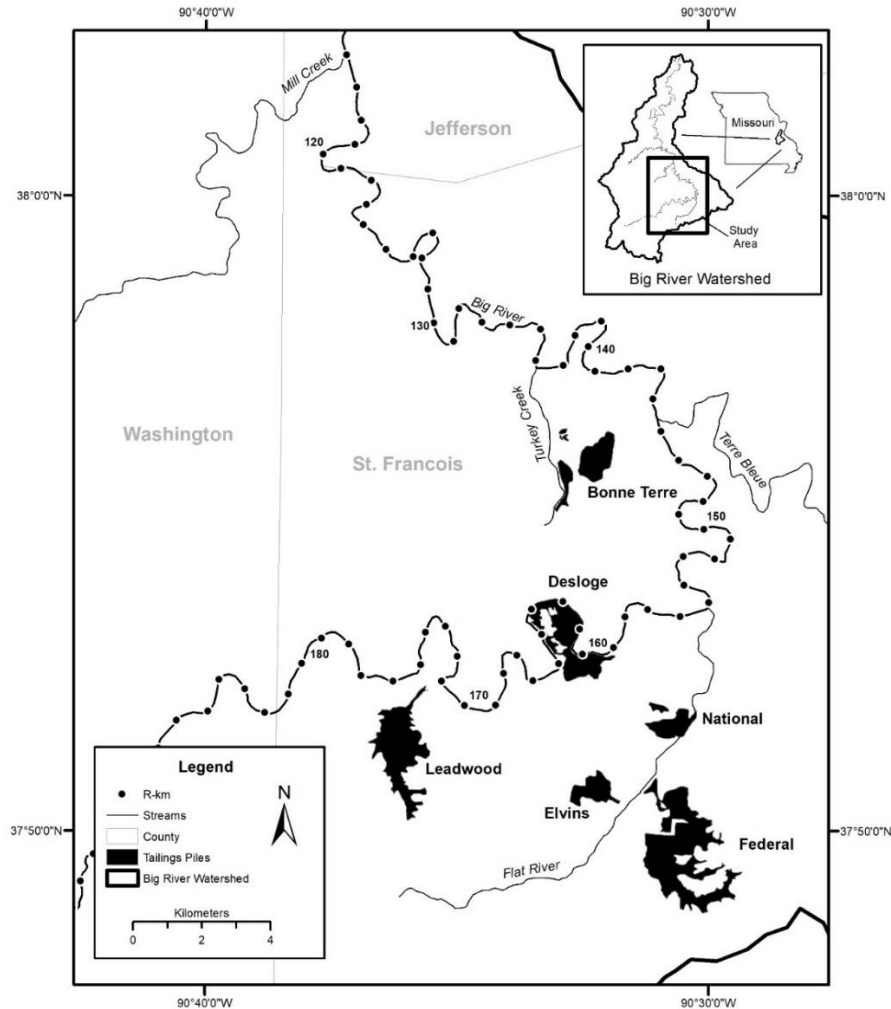 90°40'0"W
90°30'0"W
Mill Creek
Jefferson
120
Missouri
38°0'0"N
38°0'0"N
Study
Area
Big River Watershed
Big River
130
140
Turkey Creek
Terre Bleue
Washington
St. Francois
Bonne Terre
150
Desloge
160
180
170
National
Leadwood
Elvins
Federal
Flat River
37°50'0"N
37°50'0"N
Legend
R-km
Streams
County
Tailings Piles
Big River Watershed
N
Kilometers
0 2 4
90°40'0"W
90°30'0"W